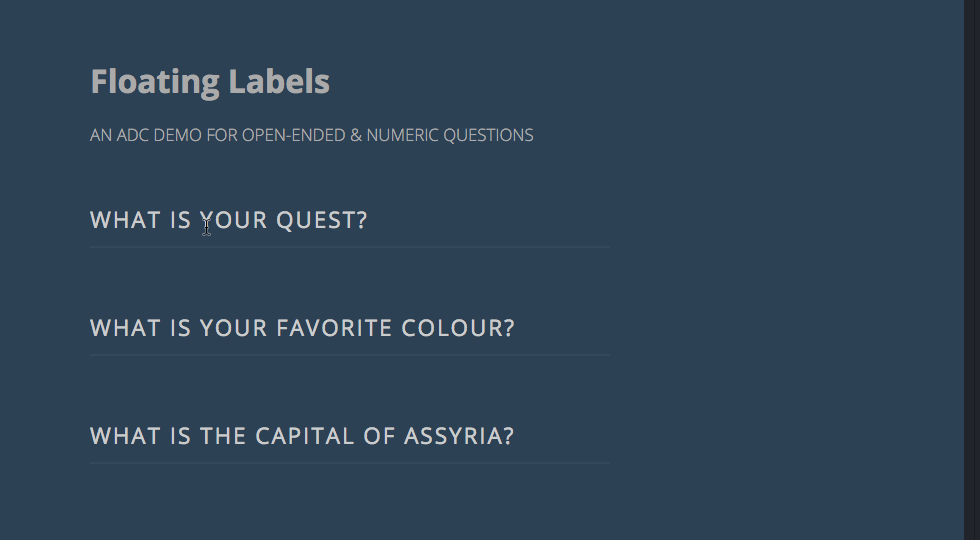 Floating Labels
AN ADC DEMO FOR OPEN-ENDED & NUMERIC QUESTIONS
WHAT IS YOUR QUEST?
WHAT IS YOUR FAVORITE COLOUR?
WHAT IS THE CAPITAL OF ASSYRIA?